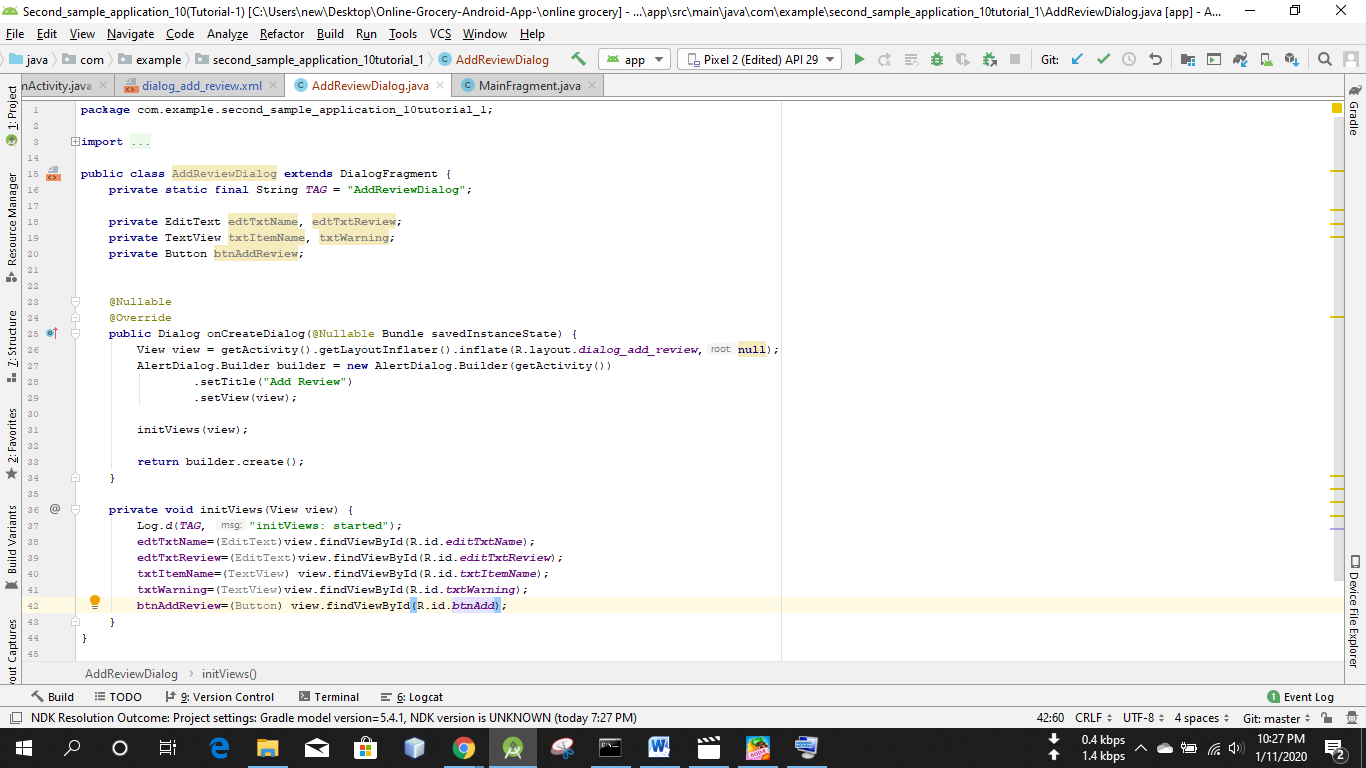 Second_sample_application_10(Tutorial-1) [C:\Users\new\Desktop\Online-Grocery-Android-App-\online grocery] - ...\app\src\main\java\com\example\second_sample_application_10tutorial_1\AddReviewDialog.java [app] - A...
File Edit View Navigate Code Analyze Refactor Build Run Tools VCS Window Help
java com example second_sample_application_10tutorial_1 AddReviewDialog app Pixel 2 (Edited) API 29 Git:
nActivity.java dialog_add_review.xml AddReviewDialog.java MainFragment.java
1: Project
Resource Manager
7: Structure
2: Favorites
Build Variants
out Captures
1 package com.example.second_sample_application_10tutorial_1;
2
3 import ...
14
15 public class AddReviewDialog extends DialogFragment {
16 private static final String TAG = "AddReviewDialog";
17
18 private EditText edtTxtName, edtTxtReview;
19 private TextView txtItemName, txtWarning;
20 private Button btnAddReview;
21
22
23 @Nullable
24 @Override
25 public Dialog onCreateDialog(@Nullable Bundle savedInstanceState) {
26 View view = getActivity().getLayoutInflater().inflate(R.layout.dialog_add_review, root: null);
27 AlertDialog.Builder builder = new AlertDialog.Builder(getActivity())
28 .setTitle("Add Review")
29 .setView(view);
30
31 initViews(view);
32
33 return builder.create();
34 }
35
36 @ private void initViews(View view) {
37 Log.d(TAG, msg: "initViews: started");
38 edtTxtName=(EditText)view.findViewById(R.id.editTxtName);
39 edtTxtReview=(EditText)view.findViewById(R.id.editTxtReview);
40 txtItemName=(TextView) view.findViewById(R.id.txtItemName);
41 txtWarning=(TextView)view.findViewById(R.id.txtWarning);
42 btnAddReview=(Button) view.findViewById(R.id.btnAdd);
43 }
44 }
45
Gradle
Device File Explorer
AddReviewDialog initViews()
Build TODO 9: Version Control Terminal 6: Logcat 1 Event Log
NDK Resolution Outcome: Project settings: Gradle model version=5.4.1, NDK version is UNKNOWN (today 7:27 PM) 42:60 CRLF UTF-8 4 spaces Git: master
0.4 kbps
1.4 kbps
10:27 PM
1/11/2020
2